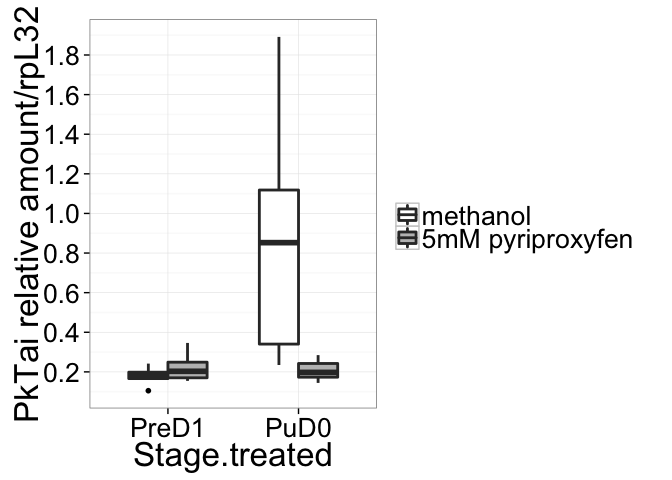 PkTai relative amount/rpL32
1.8
1.6
1.4
1.2
1.0
0.8
0.6
0.4
0.2
PreD1 PuD0
Stage.treated
methanol
5mM pyriproxyfen